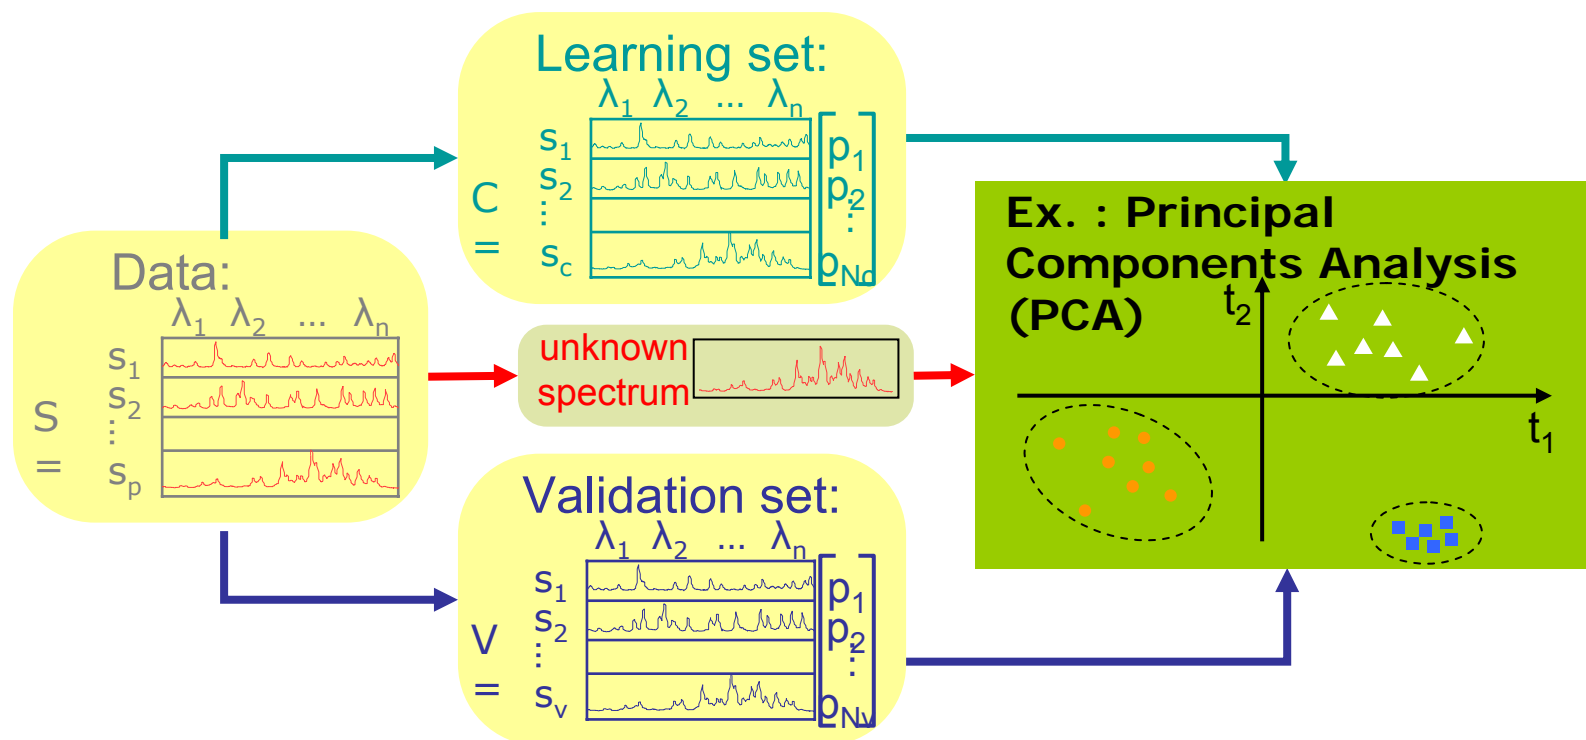 Data:
λ1 λ2 ... λn
s1
s2
...
sp
S
=
Learning set:
λ1 λ2 ... λn
s1
s2
...
sc
C
=
p1
p2
...
pNc
unknown
spectrum
Validation set:
λ1 λ2 ... λn
s1
s2
...
sv
V
=
p1
p2
...
pNv
Ex. : Principal
Components Analysis
(PCA)
t2
t1